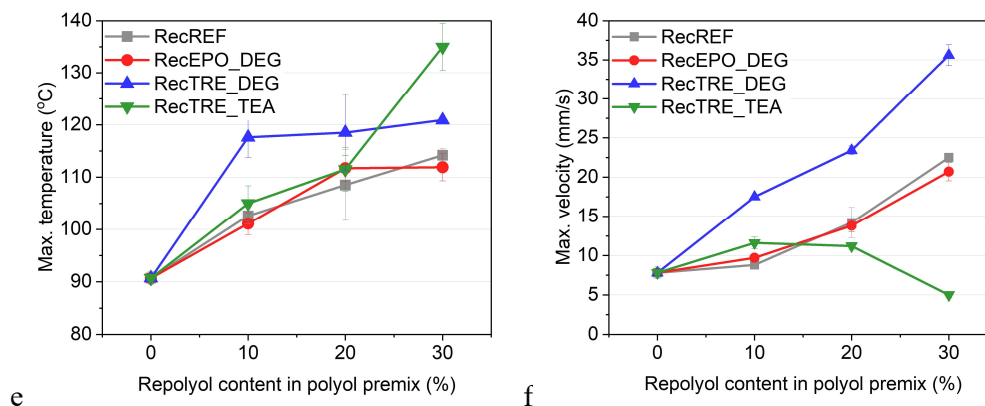 140
130
120
110
100
90
80
Max. temperature (°C)
RecREF
RecEPO_DEG
RecTRE_DEG
RecTRE_TEA
0 10 20 30
Repolyol content in polyol premix (%)
e
40
35
30
25
20
15
10
5
0
Max. velocity (mm/s)
RecREF
RecEPO_DEG
RecTRE_DEG
RecTRE_TEA
0 10 20 30
Repolyol content in polyol premix (%)
f